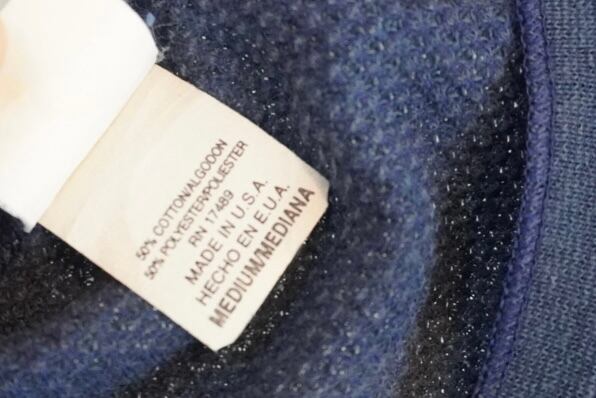 50% COTTON/ALGODON
50% POLYESTER/POLIESTER
RN 17489
MADE IN U.S.A.
HECHO EN E.U.A.
MEDIUM/MEDIANA